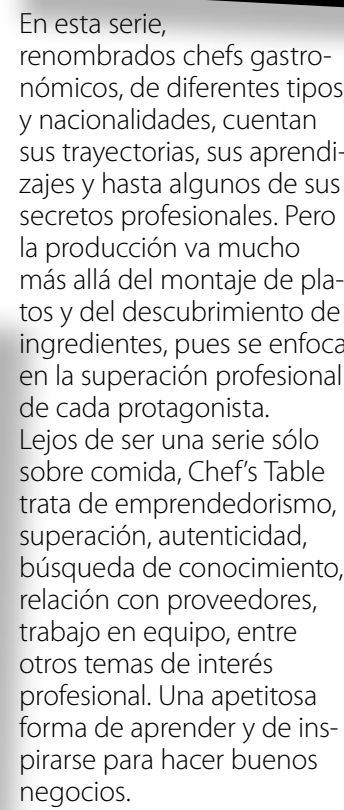 En esta serie,
renombrados chefs gastro-
nómicos, de diferentes tipos
y nacionalidades, cuentan
sus trayectorias, sus aprendi-
zajes y hasta algunos de sus
secretos profesionales. Pero
la producción va mucho
más allá del montaje de pla-
tos y del descubrimiento de
ingredientes, pues se enfoca
en la superación profesional
de cada protagonista.
Lejos de ser una serie sólo
sobre comida, Chef's Table
trata de emprendedorismo,
superación, autenticidad,
búsqueda de conocimiento,
relación con proveedores,
trabajo en equipo, entre
otros temas de interés
profesional. Una apetitosa
forma de aprender y de ins-
pirarse para hacer buenos
negocios.